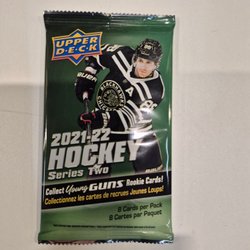 UPPER
D·E·C·K
BLACKHAWKS
2021-22
HOCKEY
Series Two
Collect Young GUNS Rookie Cards!
Collectionnez les cartes de recrues Jeunes Loups!
8 Cards per Pack
8 Cartes par Paquet